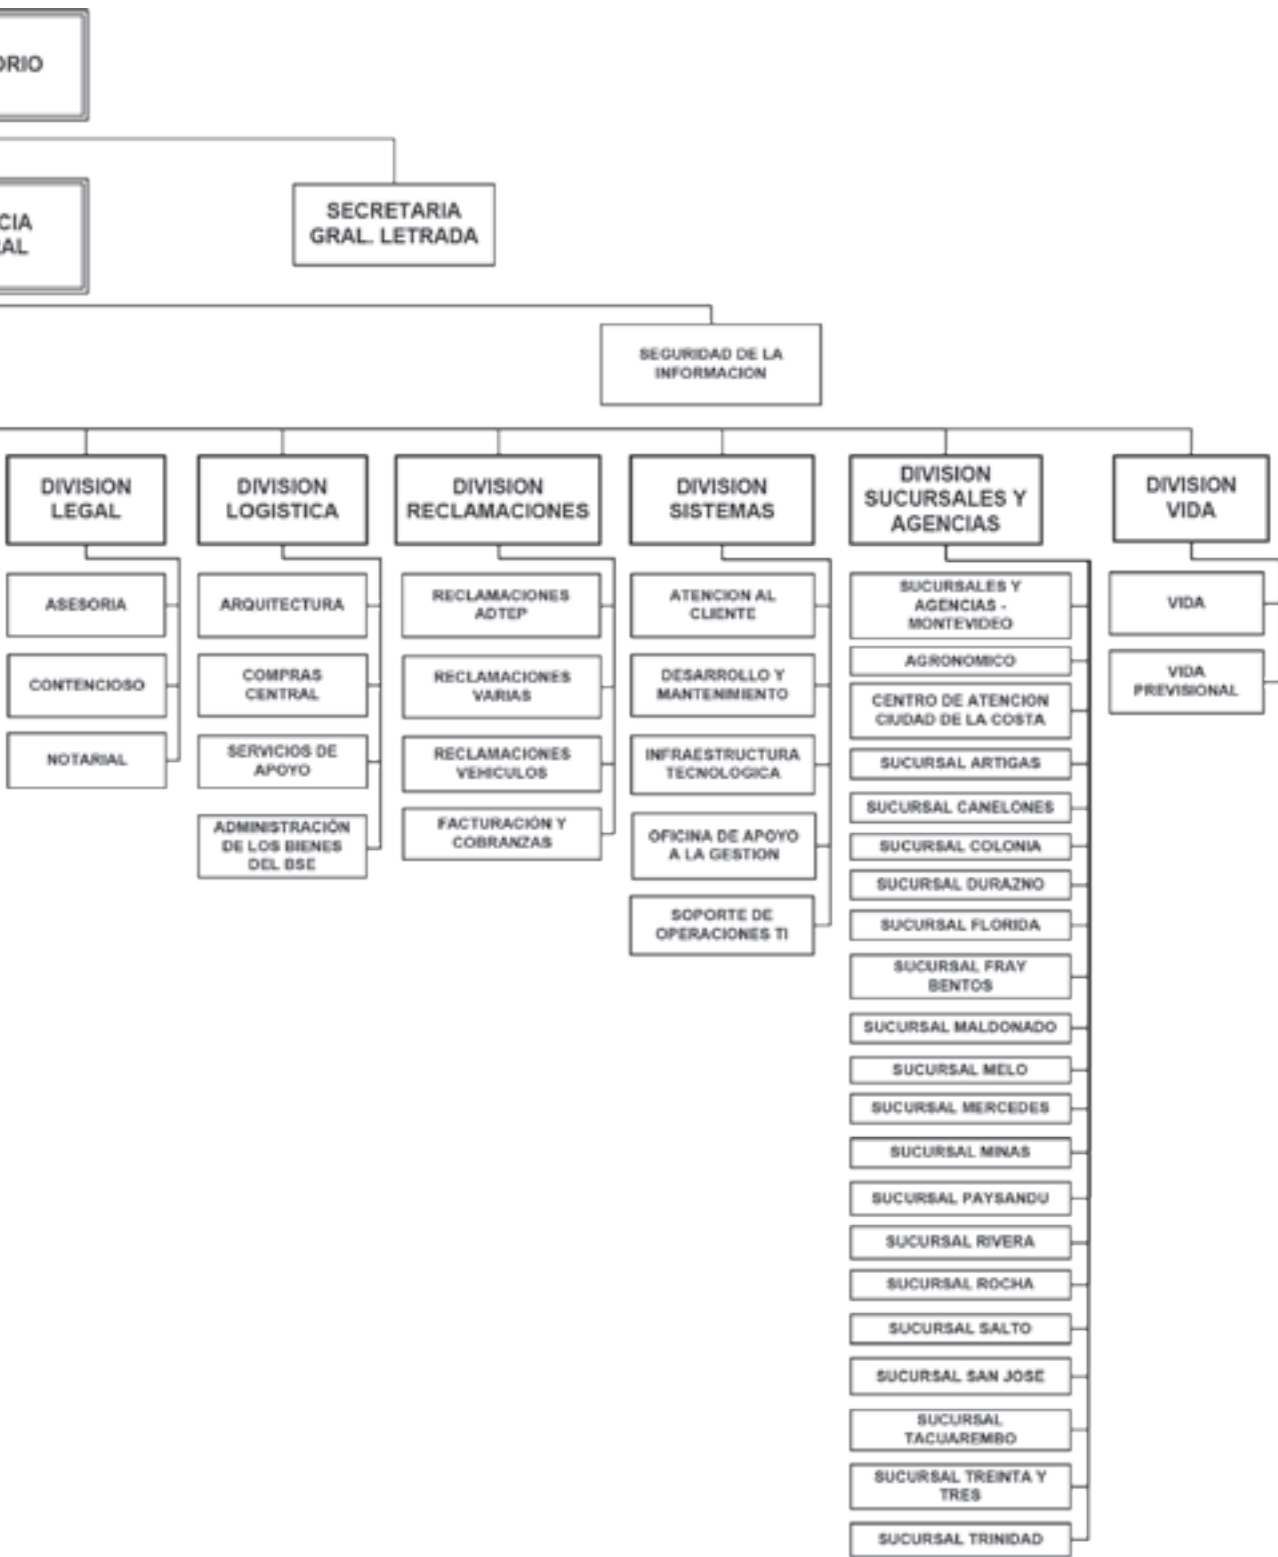 ORIO
CIA
RAL
SECRETARIA
GRAL. LETRADA
SEGURIDAD DE LA
INFORMACION
DIVISION
LEGAL
ASESORIA
CONTENCIOSO
NOTARIAL
DIVISION
LOGISTICA
ARQUITECTURA
COMPRAS
CENTRAL
SERVICIOS DE
APOYO
ADMINISTRACIÓN
DE LOS BIENES
DEL BSE
DIVISION
RECLAMACIONES
RECLAMACIONES
ADTEP
RECLAMACIONES
VARIAS
RECLAMACIONES
VEHICULOS
FACTURACIÓN Y
COBRANZAS
DIVISION
SISTEMAS
ATENCION AL
CLIENTE
DESARROLLO Y
MANTENIMIENTO
INFRAESTRUCTURA
TECNOLOGICA
OFICINA DE APOYO
A LA GESTION
SOPORTE DE
OPERACIONES TI
DIVISION
SUCURSALES Y
AGENCIAS
SUCURSALES Y
AGENCIAS -
MONTEVIDEO
AGRONOMICO
CENTRO DE ATENCION
CIUDAD DE LA COSTA
SUCURSAL ARTIGAS
SUCURSAL CANELONES
SUCURSAL COLONIA
SUCURSAL DURAZNO
SUCURSAL FLORIDA
SUCURSAL FRAY
BENTOS
SUCURSAL MALDONADO
SUCURSAL MELO
SUCURSAL MERCEDES
SUCURSAL MINAS
SUCURSAL PAYSANDU
SUCURSAL RIVERA
SUCURSAL ROCHA
SUCURSAL SALTO
SUCURSAL SAN JOSE
SUCURSAL
TACUAREMBO
SUCURSAL TREINTA Y
TRES
SUCURSAL TRINIDAD
DIVISION
VIDA
VIDA
VIDA
PREVISIONAL